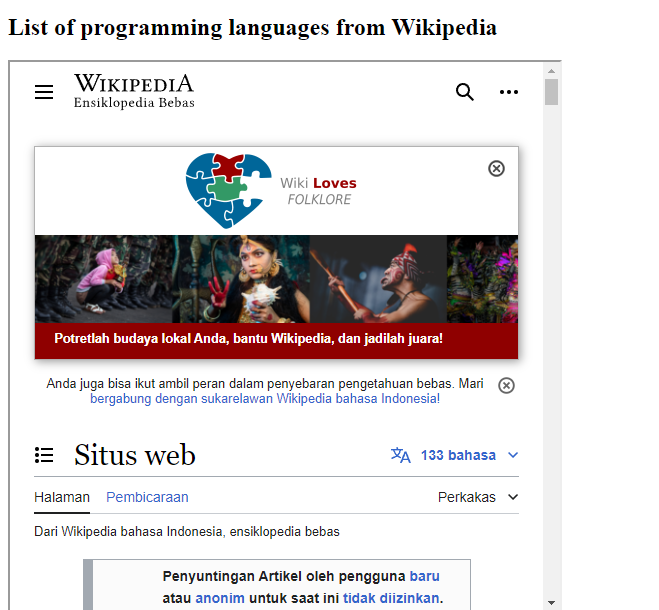 List of programming languages from Wikipedia
WIKIPEDIA
Ensiklopedia Bebas
Wiki Loves
FOLKLORE
Potretlah budaya lokal Anda, bantu Wikipedia, dan jadilah juara!
Anda juga bisa ikut ambil peran dalam penyebaran pengetahuan bebas. Mari
bergabung dengan sukarelawan Wikipedia bahasa Indonesia!
Situs web
133 bahasa
Halaman Pembicaraan Perkakas
Dari Wikipedia bahasa Indonesia, ensiklopedia bebas
Penyuntingan Artikel oleh pengguna baru
atau anonim untuk saat ini tidak diizinkan.